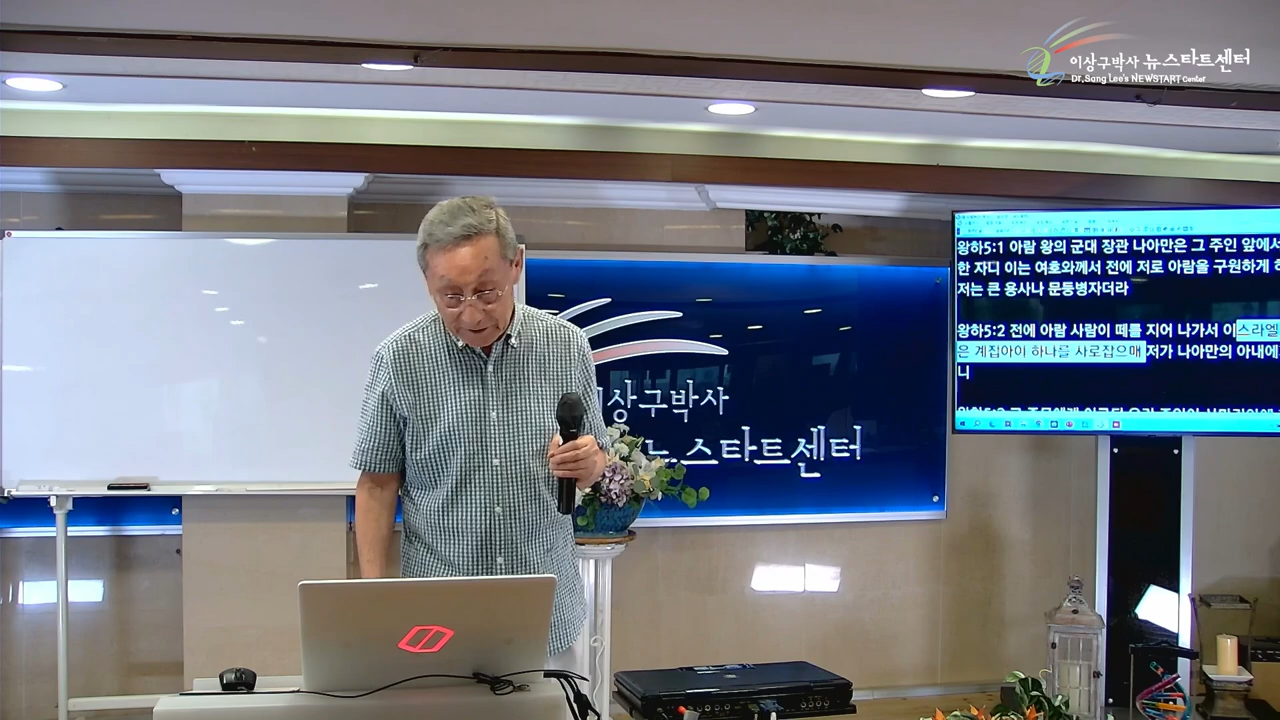 이상구박사 뉴스타트센터
Dr. Sang Lee's NEWSTART Center
왕하5:1 아람 왕의 군대 장관 나아만은 그 주인 앞에서
한 자니 이는 여호와께서 전에 저로 아람을 구원하게
저는 큰 용사나 문둥병자더라
왕하5:2 전에 아람 사람이 떼를 지어 나가서 이스라엘
은 계집아이 하나를 사로잡으매 저가 나아만의 아내에
니
이상구박사
뉴스타트센터